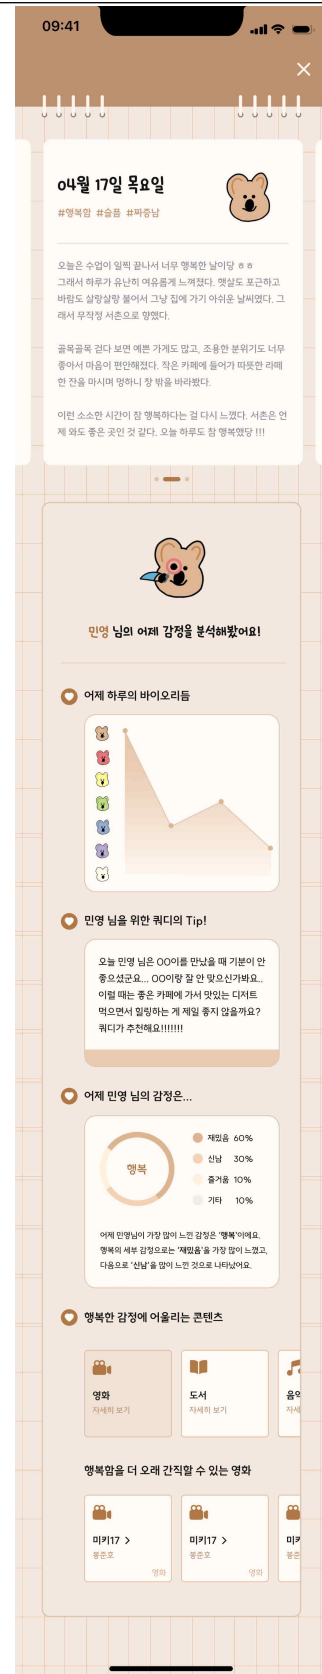 09:41
04월 17일 목요일
#행복함 #슬픔 #짜증남
오늘은 수업이 일찍 끝나서 너무 행복한 날이당 ㅎㅎ
그래서 하루가 유난히 여유롭게 느껴졌다. 햇살도 포근하고
바람도 살랑살랑 불어서 그냥 집에 가기 아쉬운 날씨였다. 그
래서 무작정 서촌으로 향했다.
골목골목 걷다 보면 예쁜 가게도 많고, 조용한 분위기도 너무
좋아서 마음이 편안해졌다. 작은 카페에 들어가 따뜻한 라떼
한 잔을 마시며 멍하니 창 밖을 바라봤다.
이런 소소한 시간이 참 행복하다는 걸 다시 느꼈다. 서촌은 언
제 와도 좋은 곳인 것 같다. 오늘 하루도 참 행복했당 !!!
민영 님의 어제 감정을 분석해봤어요!
어제 하루의 바이오리듬
민영 님을 위한 쿼디의 Tip!
오늘 민영 님은 OO이를 만났을 때 기분이 안
좋으셨군요... OO이랑 잘 안 맞으신가봐요..
이럴 때는 좋은 카페에 가서 맛있는 디저트
먹으면서 힐링하는 게 제일 좋지 않을까요?
쿼디가 추천해요!!!!!!!
어제 민영 님의 감정은...
행복
재밌음 60%
신남 30%
즐거움 10%
기타 10%
어제 민영님이 가장 많이 느낀 감정은 '행복'이에요.
행복의 세부 감정으로는 '재밌음'을 가장 많이 느꼈고,
다음으로 '신남'을 많이 느낀 것으로 나타났어요.
행복한 감정에 어울리는 콘텐츠
영화
자세히 보기
도서
자세히 보기
음악
자세
행복함을 더 오래 간직할 수 있는 영화
미키17 >
봉준호
영화
미키17 >
봉준호
영화
미키
봉준